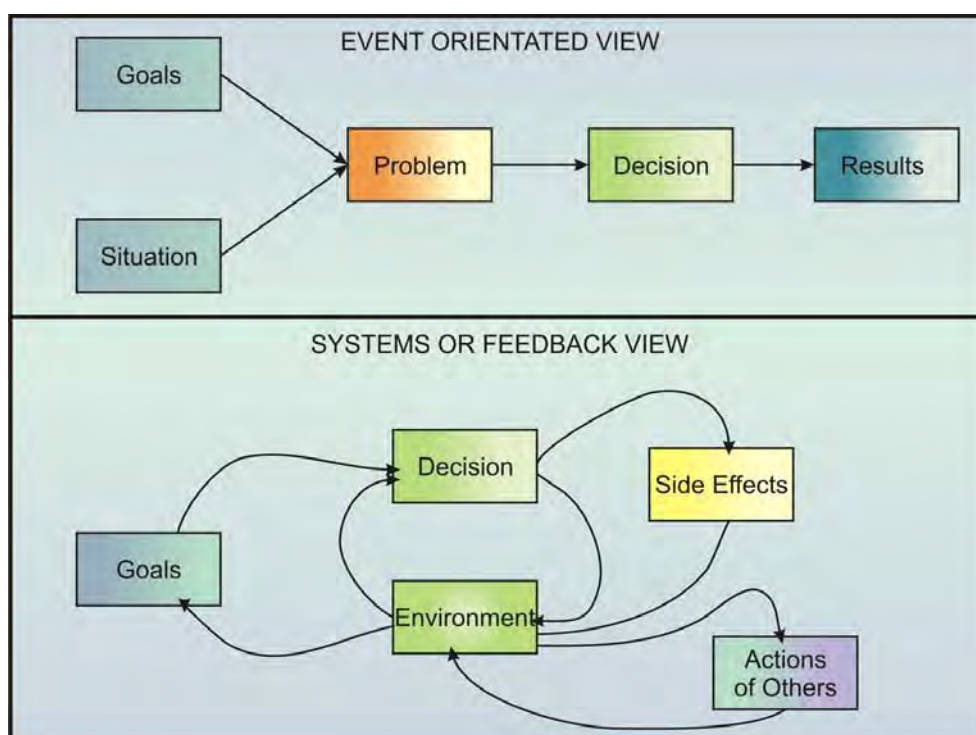 EVENT ORIENTATED VIEW
Goals
Problem
Decision
Results
Situation
SYSTEMS OR FEEDBACK VIEW
Decision
Side Effects
Goals
Environment
Actions
of Others